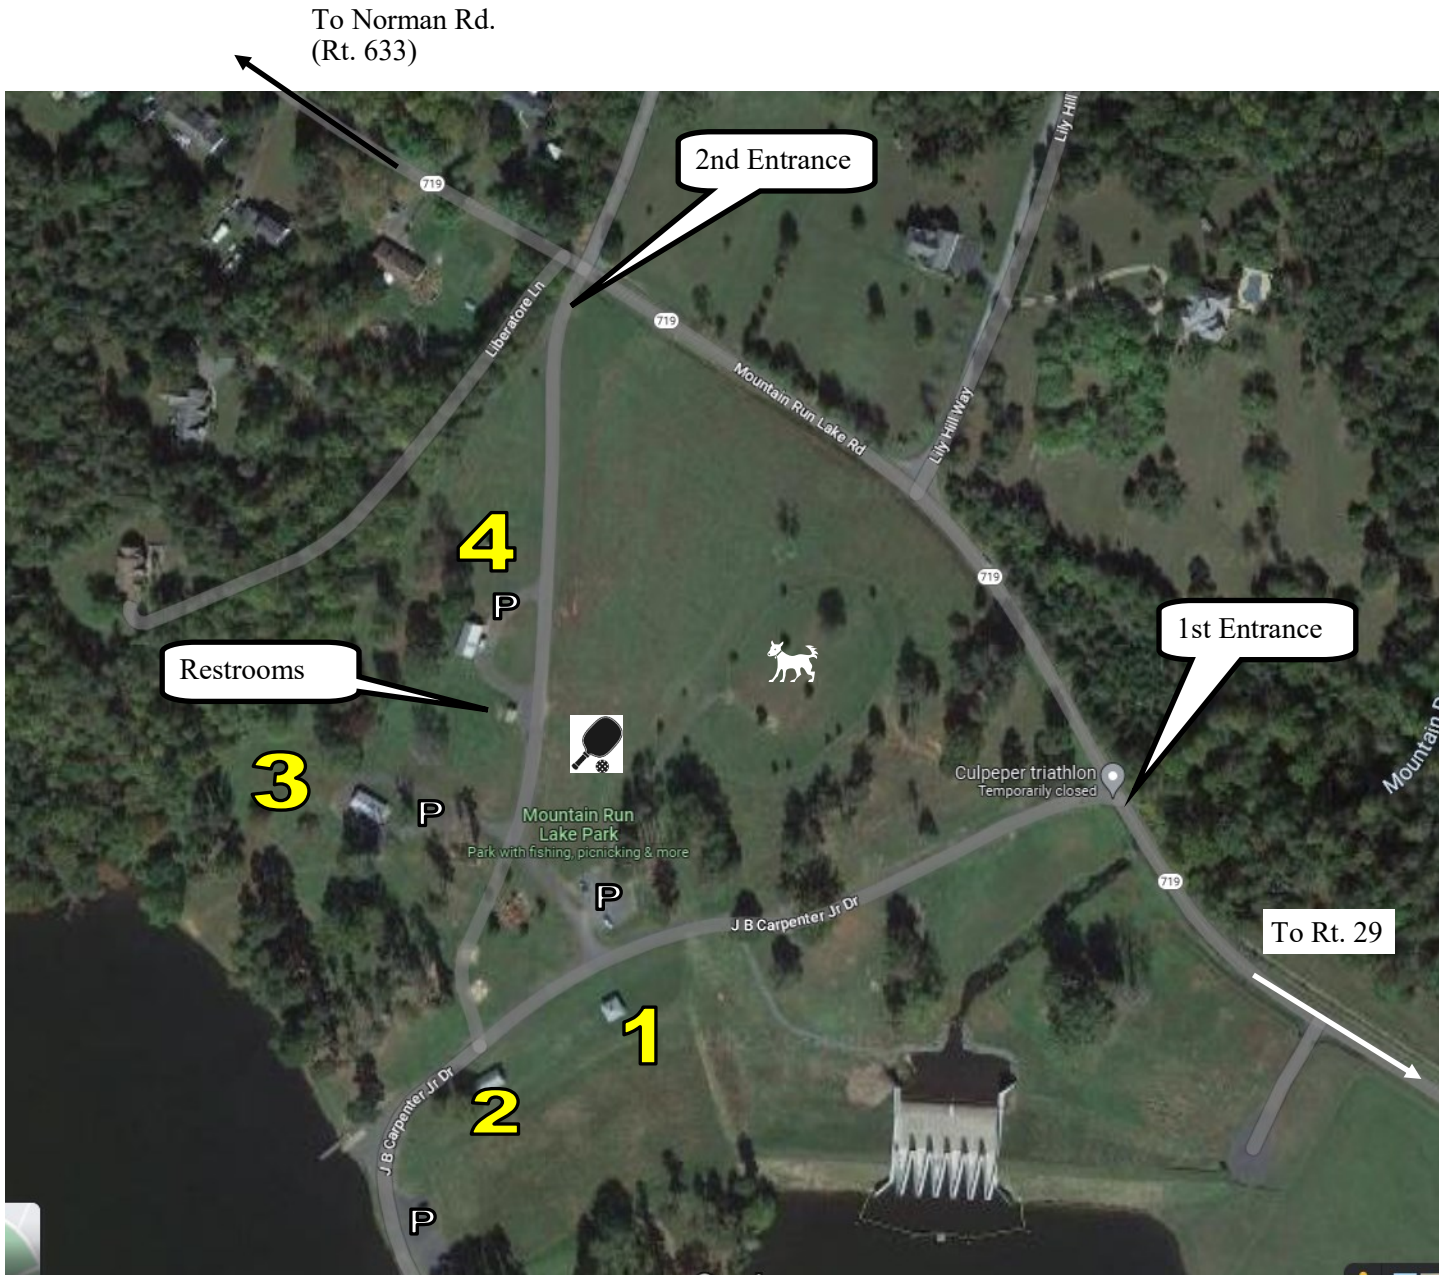 To Norman Rd.
(Rt. 633)
Lily Hill
2nd Entrance
719
Liberatore Ln
719
Mountain Run Lake Rd
Lily Hill Way
4
719
P
1st Entrance
Restrooms
Mountain
3
P
Culpeper triathlon
Temporarily closed
Mountain Run
Lake Park
Park with fishing, picnicking & more
P
719
J B Carpenter Jr Dr
To Rt. 29
1
2
J B Carpenter Jr Dr
P